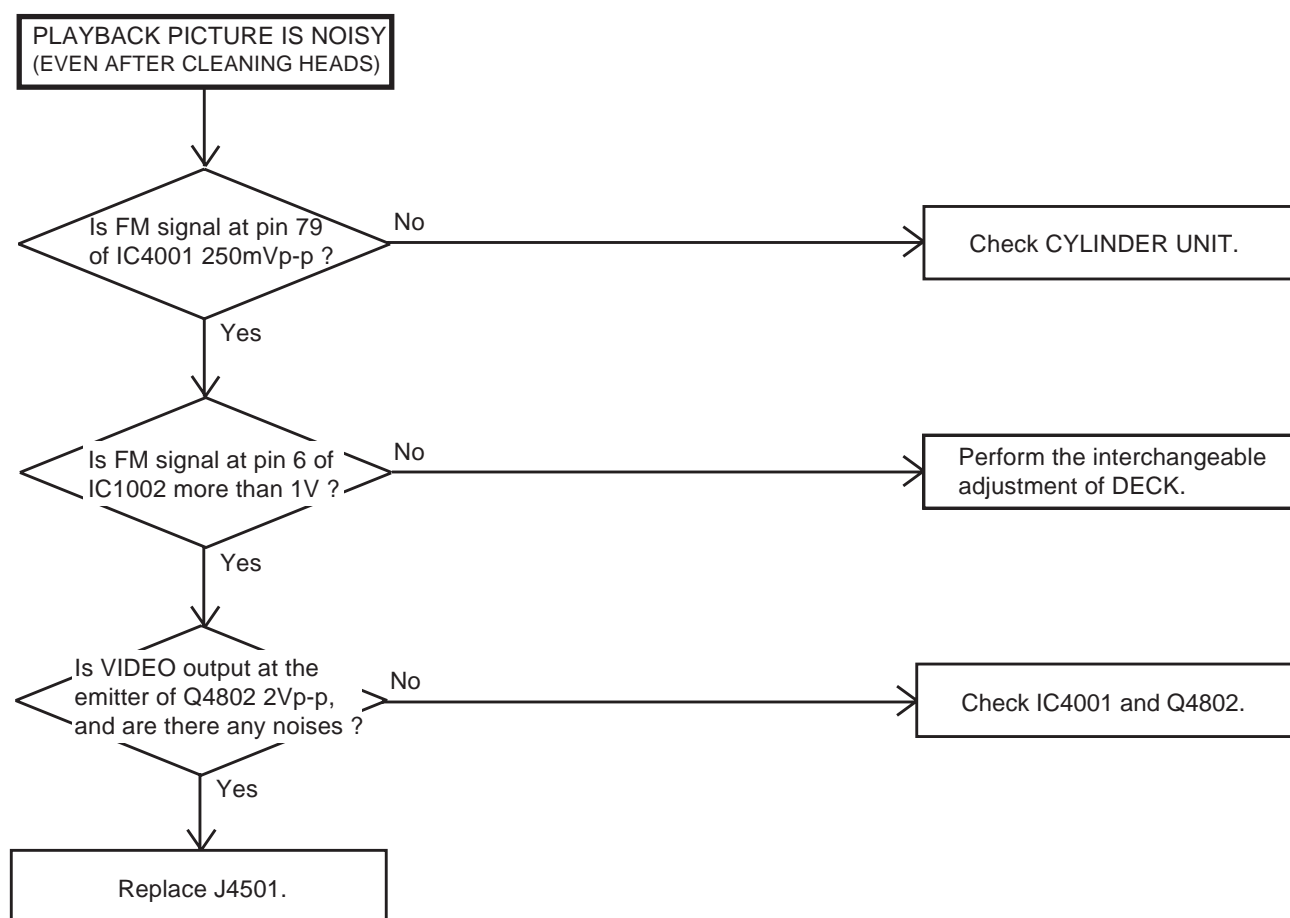 PLAYBACK PICTURE IS NOISY
(EVEN AFTER CLEANING HEADS)
Is FM signal at pin 79
of IC4001 250mVp-p ?
No
Check CYLINDER UNIT.
Yes
Is FM signal at pin 6 of
IC1002 more than 1V ?
No
Perform the interchangeable
adjustment of DECK.
Yes
Is VIDEO output at the
emitter of Q4802 2Vp-p,
and are there any noises ?
No
Check IC4001 and Q4802.
Yes
Replace J4501.